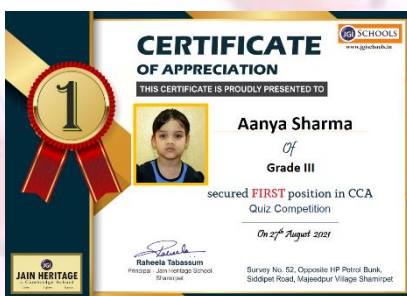 CERTIFICATE
OF APPRECIATION
THIS CERTIFICATE IS PROUDLY PRESENTED TO
JGI SCHOOLS
www.jgischools.in
1
Aanya Sharma
Of
Grade III
secured FIRST position in CCA
Quiz Competition
On 27th August 2021
Raheela Tabassum
Principal - Jain Heritage School
Shamirpet
Survey No. 52, Opposite HP Petrol Bunk,
Siddipet Road, Majeedpur Village Shamirpet
JGI
JAIN HERITAGE
a Cambridge School